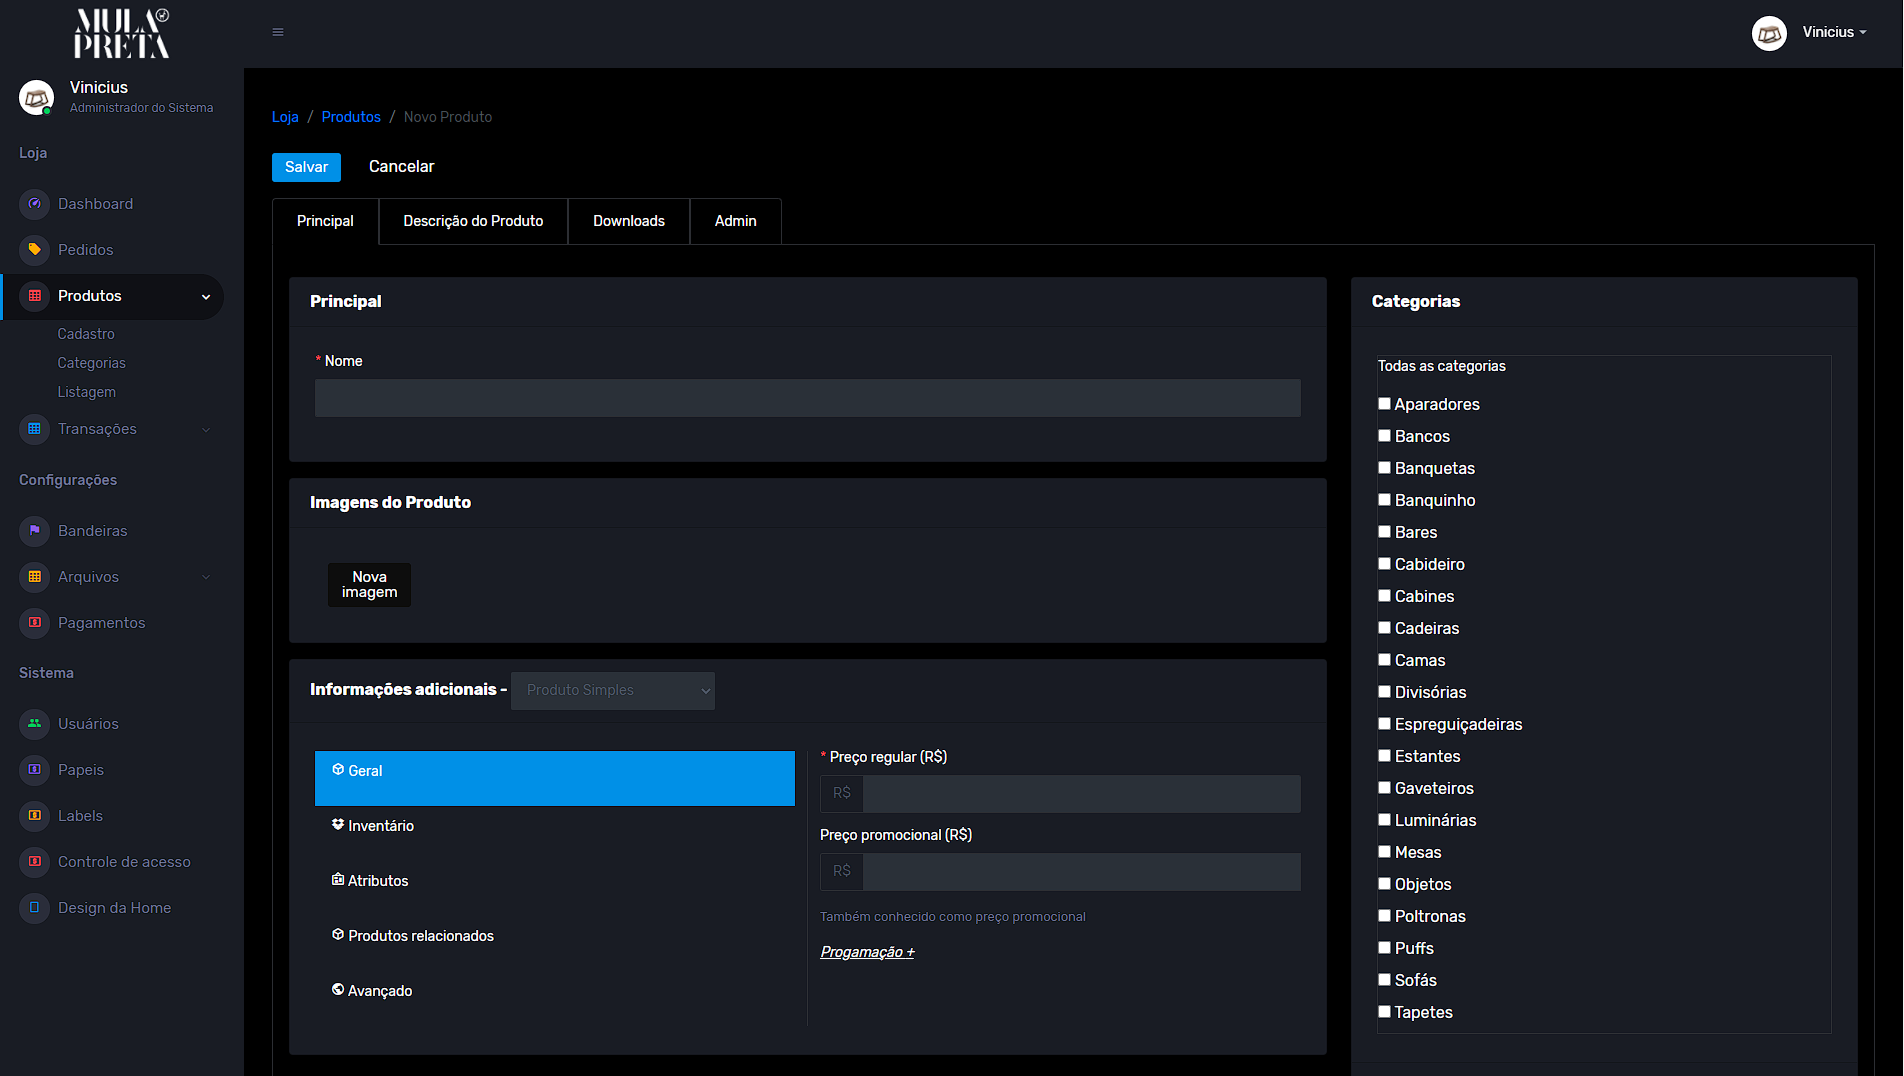 MULA
PRETA
Vinicius
Vinicius
Administrador do Sistema
Loja
Dashboard
Pedidos
Produtos
Cadastro
Categorias
Listagem
Transações
Configurações
Bandeiras
Arquivos
Pagamentos
Sistema
Usuários
Papeis
Labels
Controle de acesso
Design da Home
Loja / Produtos / Novo Produto
Salvar Cancelar
Principal Descrição do Produto Downloads Admin
Principal
* Nome
Imagens do Produto
Nova
imagem
Informações adicionais - Produto Simples
Geral
Inventário
Atributos
Produtos relacionados
Avançado
* Preço regular (R$)
R$
Preço promocional (R$)
R$
Também conhecido como preço promocional
Progamação +
Categorias
Todas as categorias
Aparadores
Bancos
Banquetas
Banquinho
Bares
Cabideiro
Cabines
Cadeiras
Camas
Divisórias
Espreguiçadeiras
Estantes
Gaveteiros
Luminárias
Mesas
Objetos
Poltronas
Puffs
Sofás
Tapetes